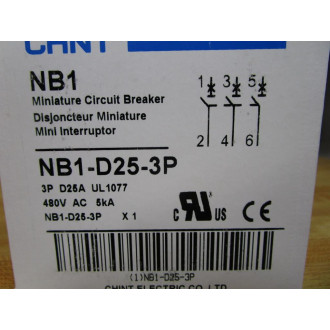 CHNT
NB1
Miniature Circuit Breaker
Disjoncteur Miniature
Mini Interruptor
1 3 5
2 4 6
NB1-D25-3P
3P D25A UL1077
480V AC 5kA
NB1-D25-3P X 1
C RU US CE
(1)NB1-D25-3P
CHINT ELECTRIC CO.,LTD